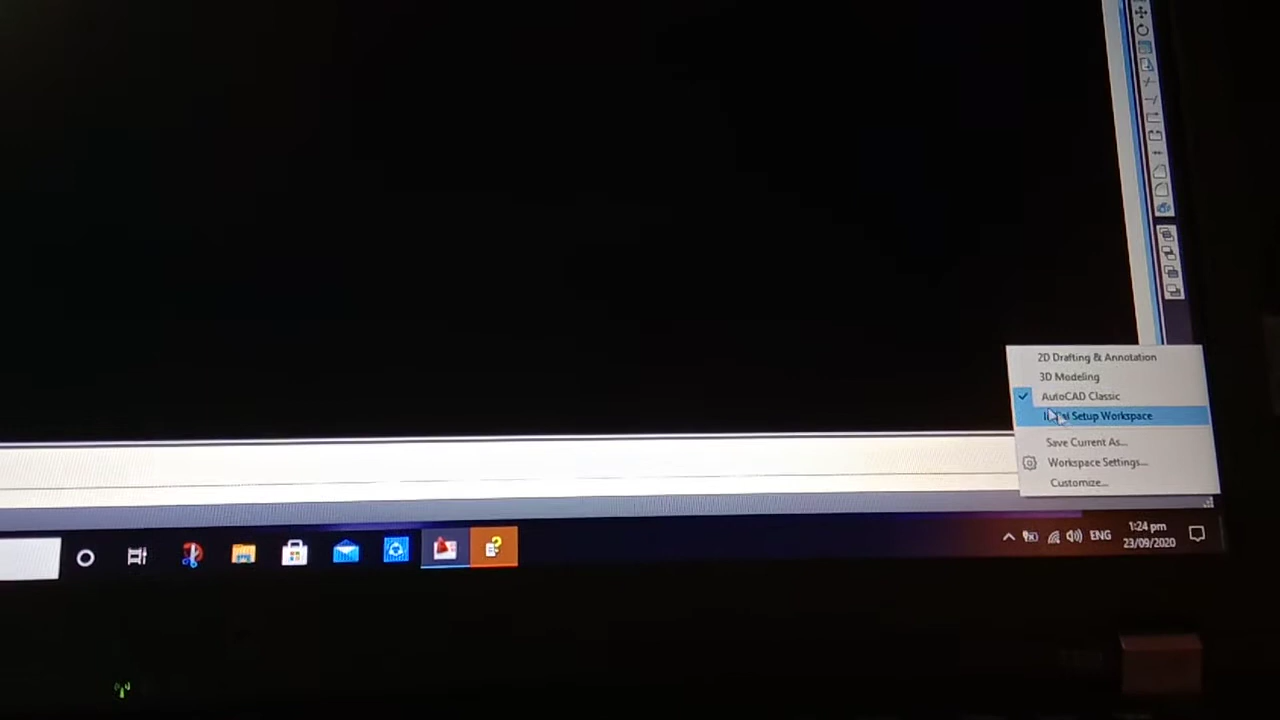 2D Drafting & Annotation
3D Modeling
AutoCAD Classic
Setup Workspace
Save Current As...
Workspace Settings...
Customize...
ENG
1:24 pm
23/09/2020